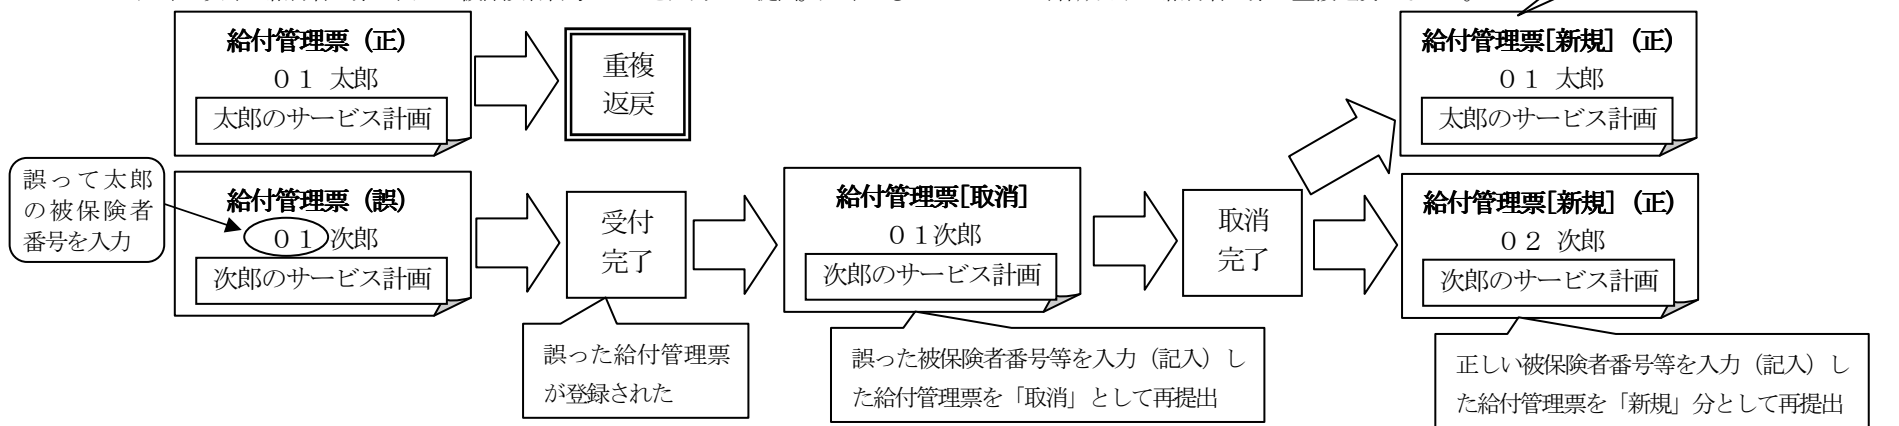 給付管理票（正）
０１ 太郎
太郎のサービス計画
重複
返戻
給付管理票[新規]（正）
０１ 太郎
太郎のサービス計画
誤って太郎
の被保険者
番号を入力
給付管理票（誤）
０１ 次郎
次郎のサービス計画
受付
完了
給付管理票[取消]
０１次郎
次郎のサービス計画
取消
完了
給付管理票[新規]（正）
０２ 次郎
次郎のサービス計画
誤った給付管理票
が登録された
誤った被保険者番号等を入力（記入）し
た給付管理票を「取消」として再提出
正しい被保険者番号等を入力（記入）し
た給付管理票を「新規」分として再提出